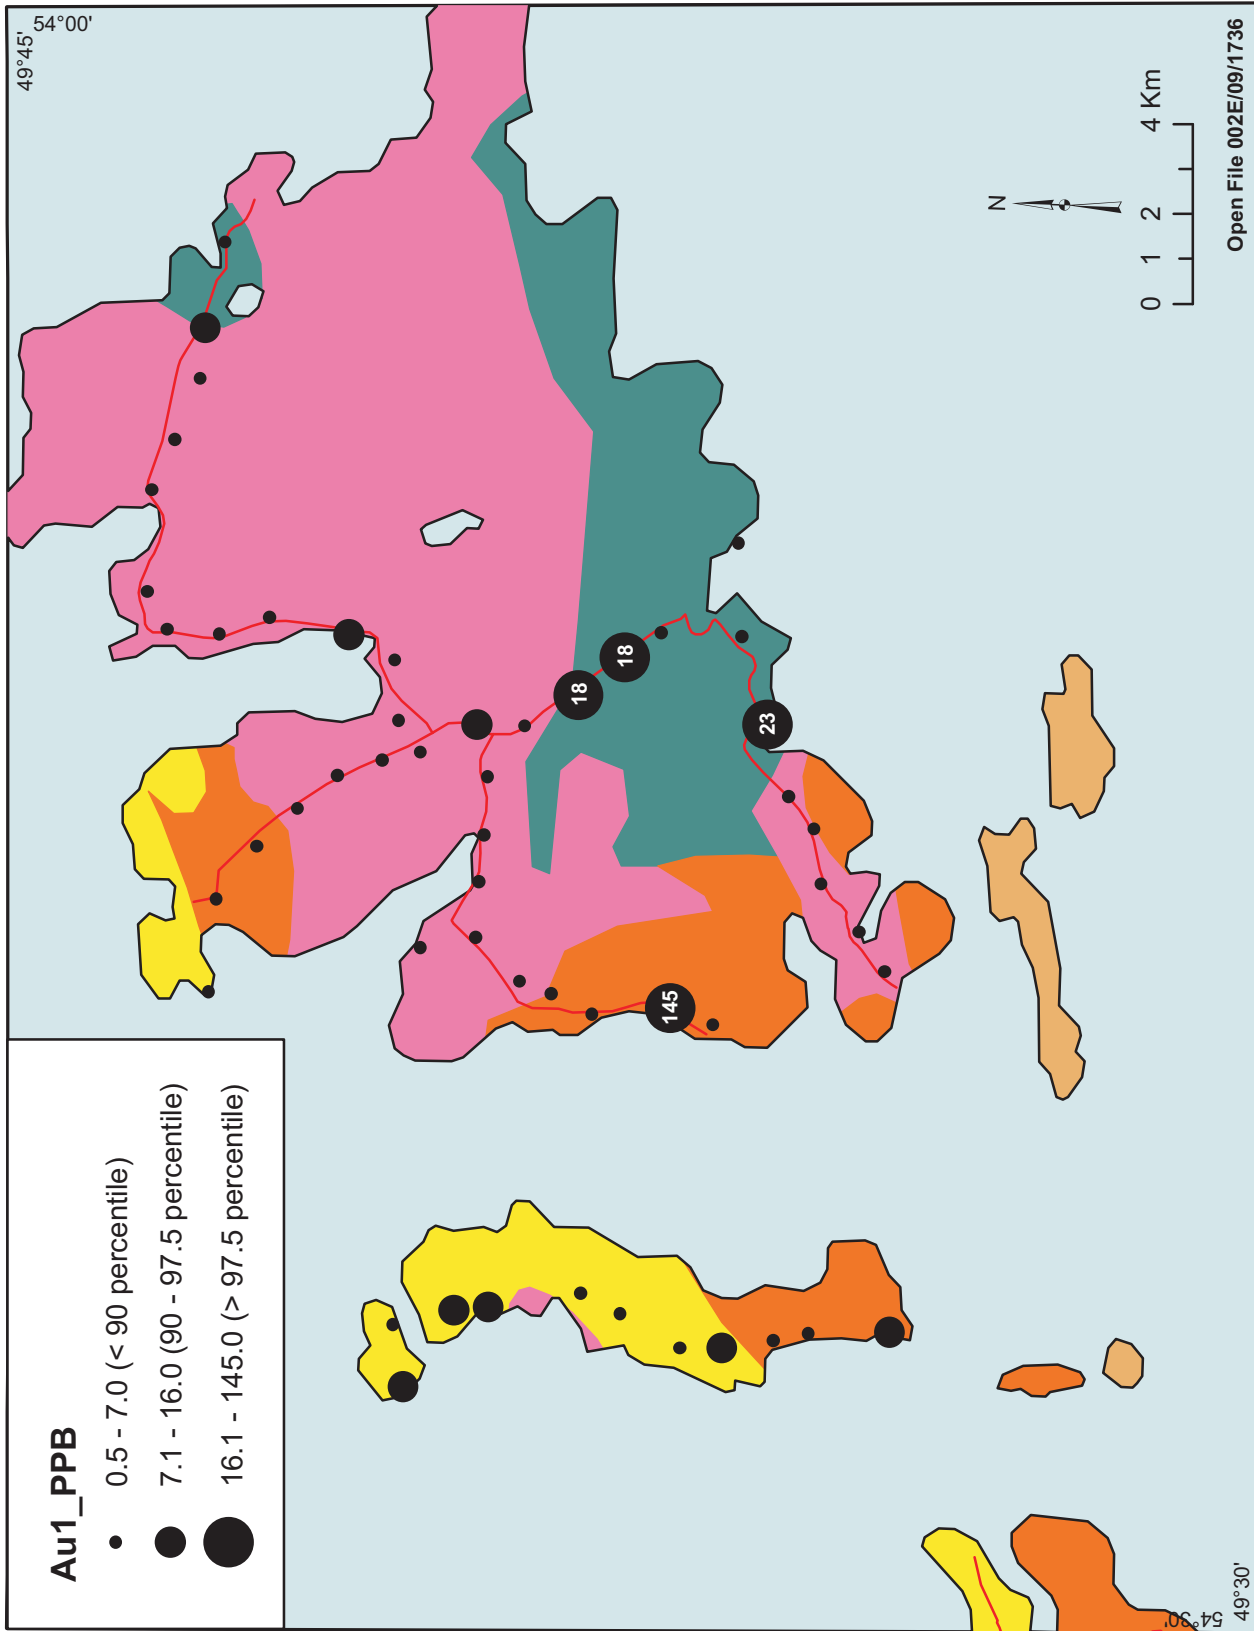 Au1_PPB
0.5 - 7.0 (< 90 percentile)
7.1 - 16.0 (90 - 97.5 percentile)
16.1 - 145.0 (> 97.5 percentile)
49°45'
54°00'
18
18
23
145
N
0 1 2 4 Km
Open File 002E/09/1736
54°30'
49°30'